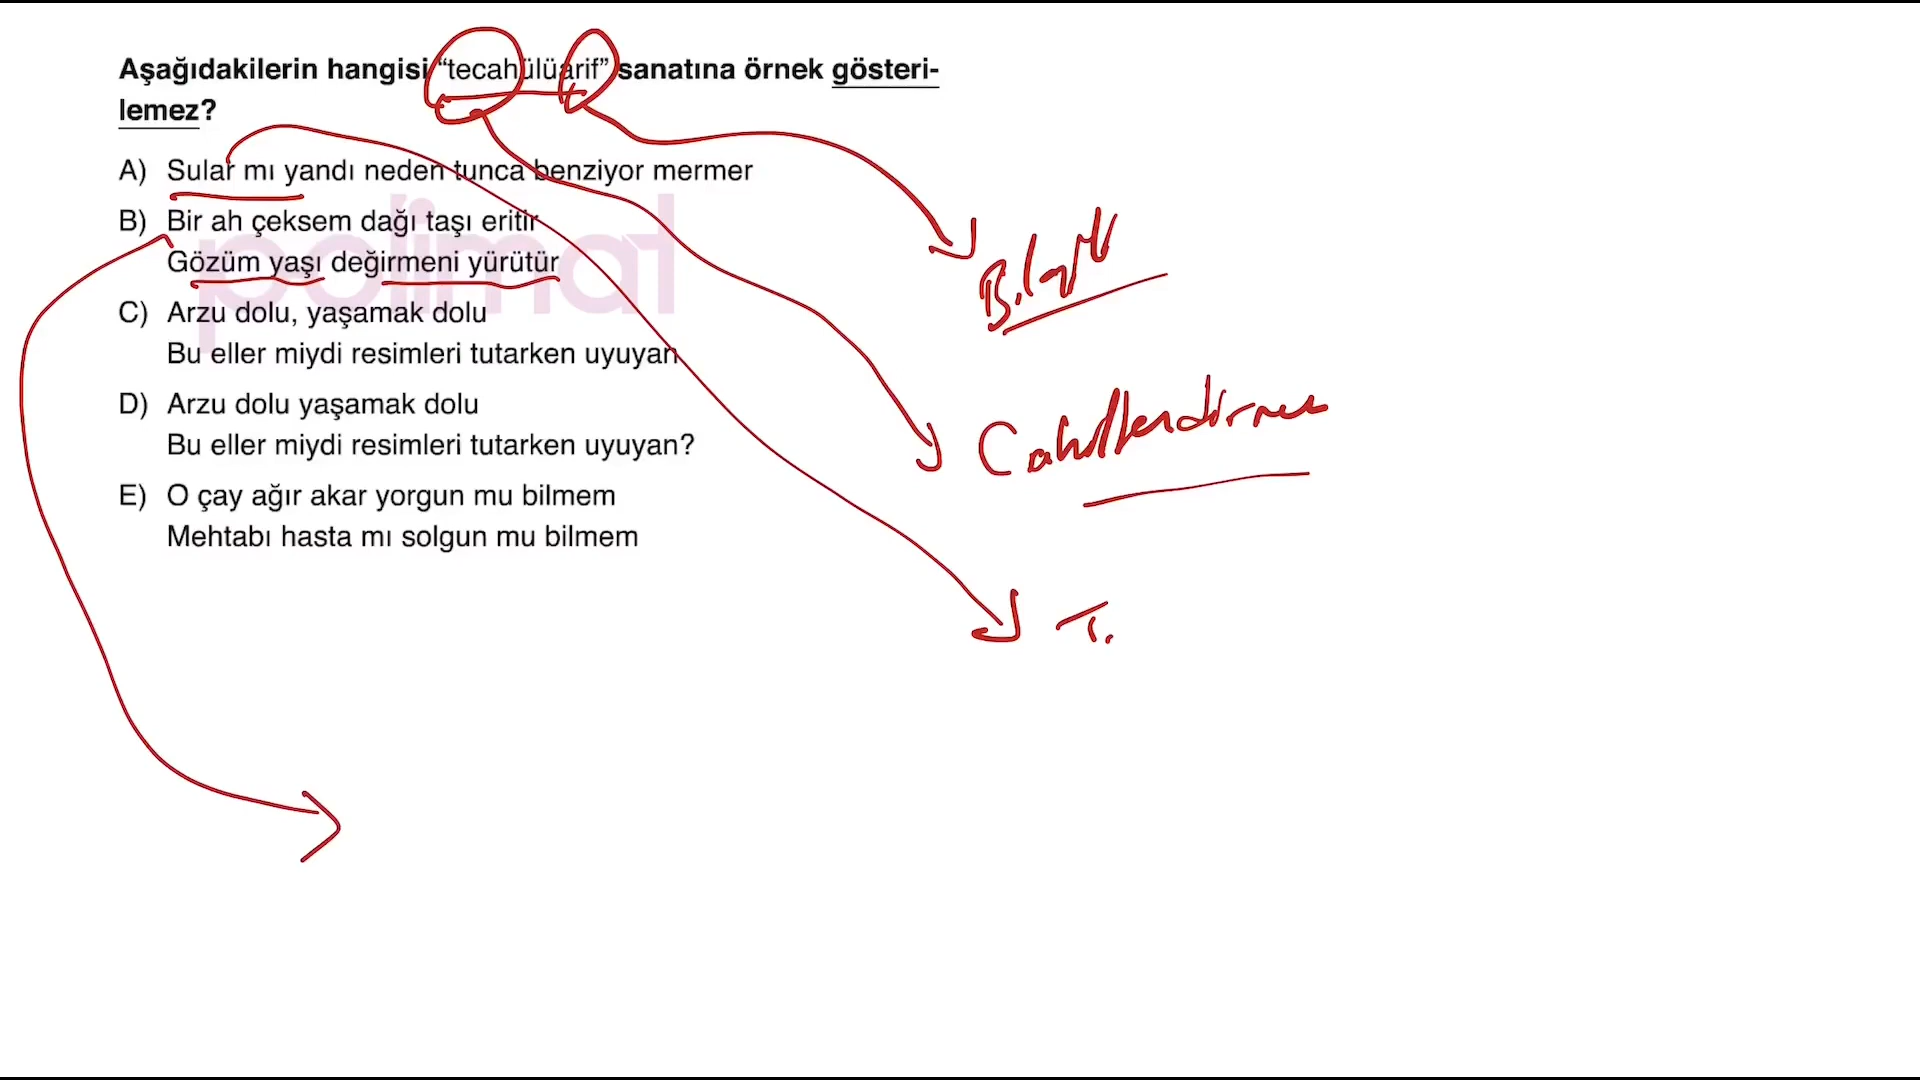 Aşağıdakilerin hangisi “tecahülüarif” sanatına örnek gösteri-
lemez?
A) Sular mı yandı neden tunca benziyor mermer
B) Bir ah çeksem dağı taşı eritir
Gözüm yaşı değirmeni yürütür
C) Arzu dolu, yaşamak dolu
Bu eller miydi resimleri tutarken uyuyan
D) Arzu dolu yaşamak dolu
Bu eller miydi resimleri tutarken uyuyan?
E) O çay ağır akar yorgun mu bilmem
Mehtabı hasta mı solgun mu bilmem
polimat
Cahillendirme
T.